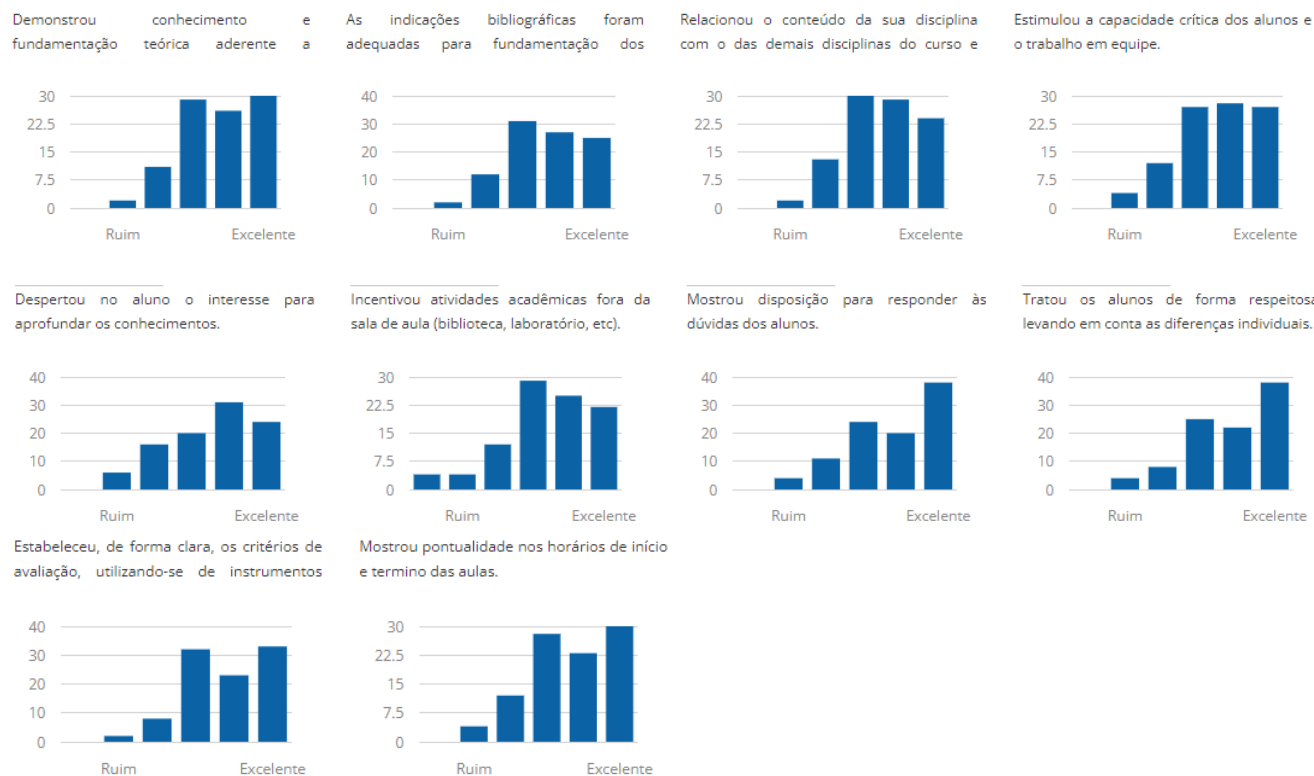 Demonstrou conhecimento e
fundamentação teórica aderente a
30
22.5
15
7.5
0
Ruim Excelente
As indicações bibliográficas foram
adequadas para fundamentação dos
40
30
20
10
0
Ruim Excelente
Relacionou o conteúdo da sua disciplina
com o das demais disciplinas do curso e
30
22.5
15
7.5
0
Ruim Excelente
Estimulou a capacidade crítica dos alunos e
o trabalho em equipe.
30
22.5
15
7.5
0
Ruim Excelente
Despertou no aluno o interesse para
aprofundar os conhecimentos.
40
30
20
10
0
Ruim Excelente
Incentivou atividades acadêmicas fora da
sala de aula (biblioteca, laboratório, etc).
30
22.5
15
7.5
0
Ruim Excelente
Mostrou disposição para responder às
dúvidas dos alunos.
40
30
20
10
0
Ruim Excelente
Tratou os alunos de forma respeitosa
levando em conta as diferenças individuais.
40
30
20
10
0
Ruim Excelente
Estabeleceu, de forma clara, os critérios de
avaliação, utilizando-se de instrumentos
40
30
20
10
0
Ruim Excelente
Mostrou pontualidade nos horários de início
e termino das aulas.
30
22.5
15
7.5
0
Ruim Excelente